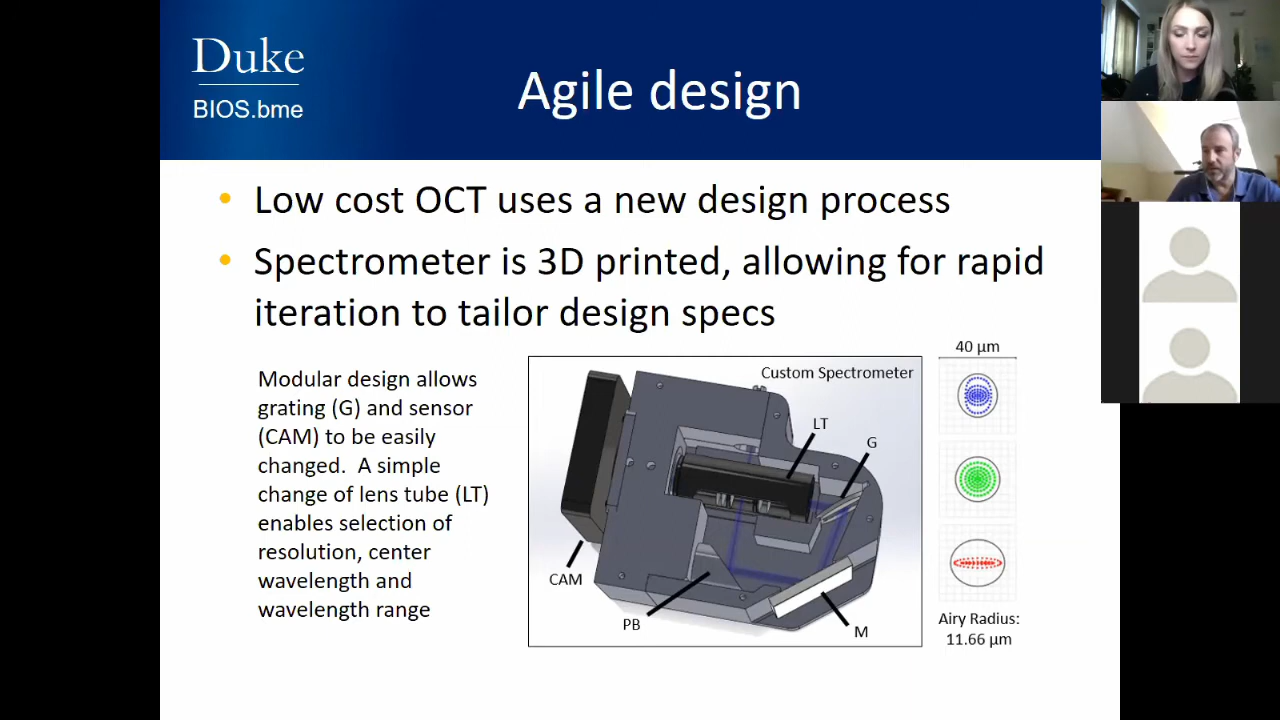 Duke
BIOS.bme
Agile design
• Low cost OCT uses a new design process
• Spectrometer is 3D printed, allowing for rapid
iteration to tailor design specs
Modular design allows
grating (G) and sensor
(CAM) to be easily
changed. A simple
change of lens tube (LT)
enables selection of
resolution, center
wavelength and
wavelength range
Custom Spectrometer
LT
G
CAM
PB
M
40 µm
Airy Radius:
11.66 µm